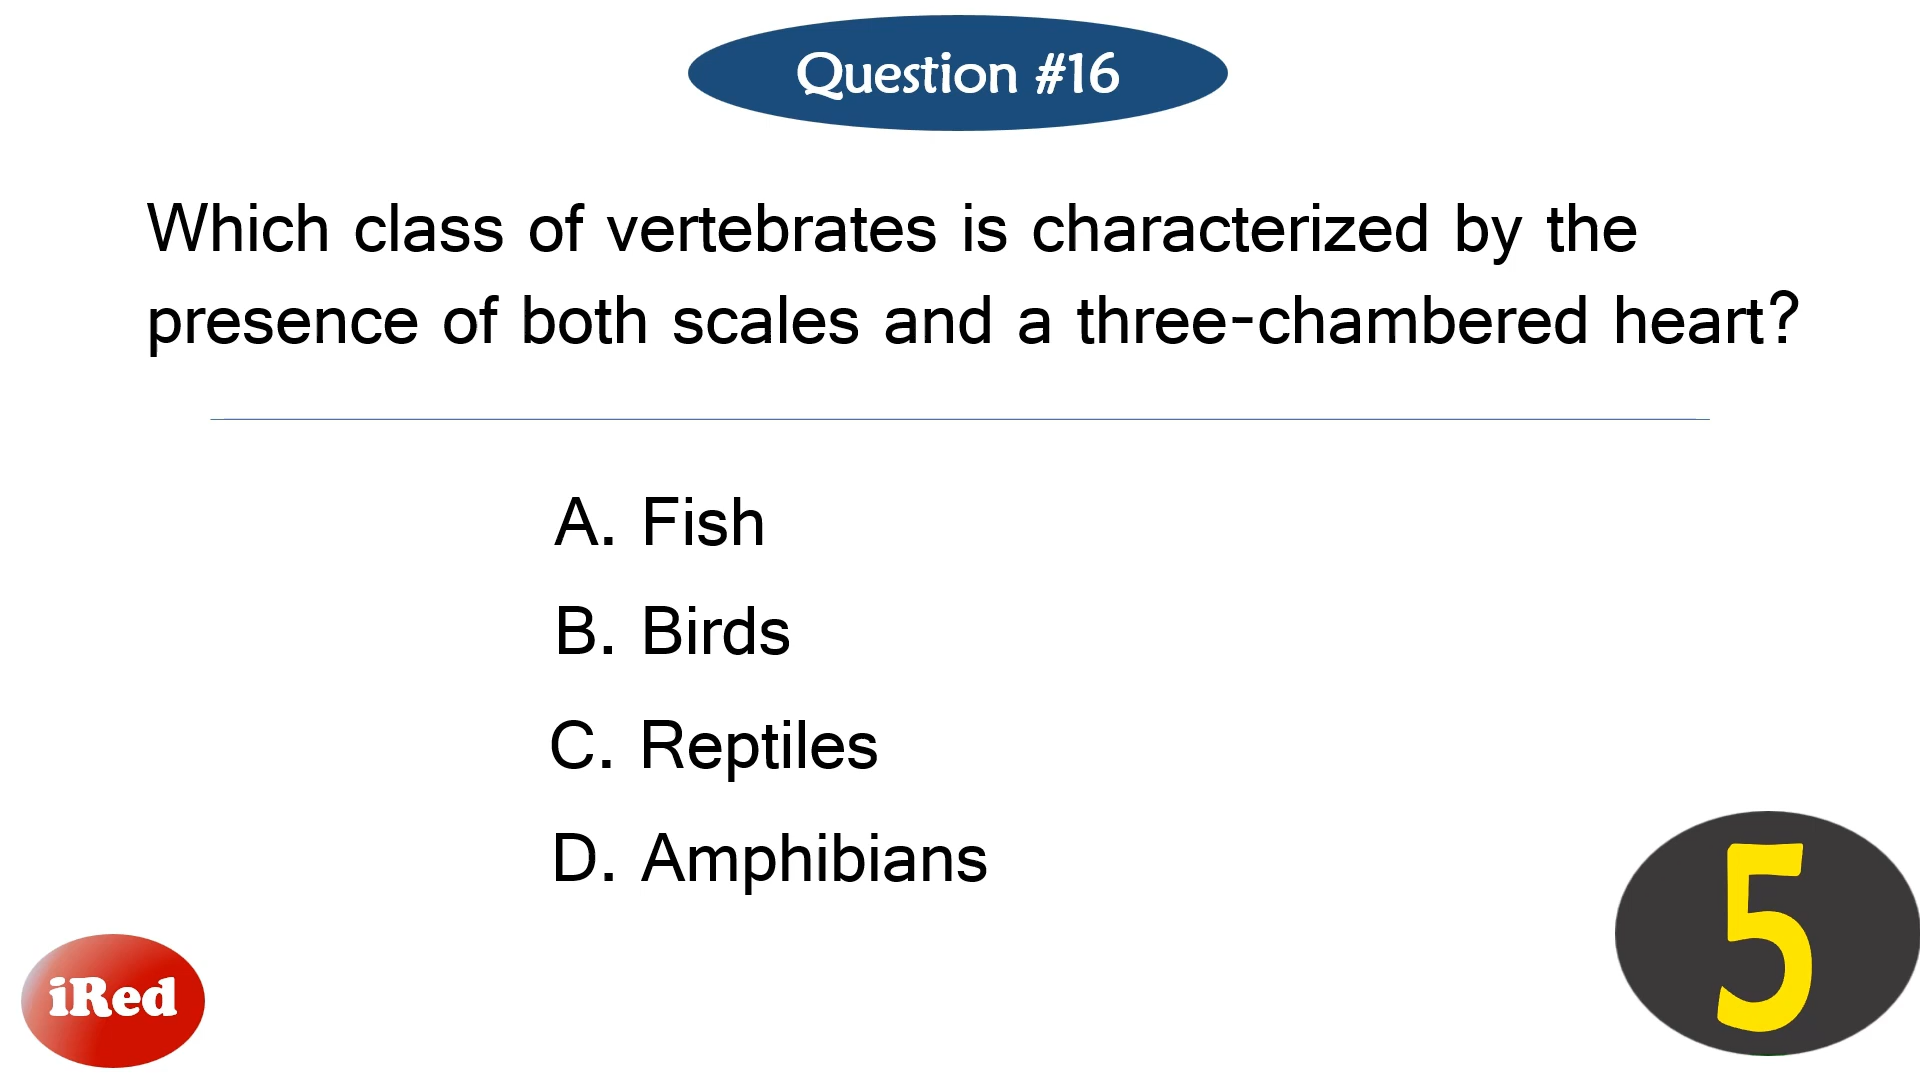 Question #16
Which class of vertebrates is characterized by the
presence of both scales and a three-chambered heart?
A. Fish
B. Birds
C. Reptiles
D. Amphibians
5
iRed